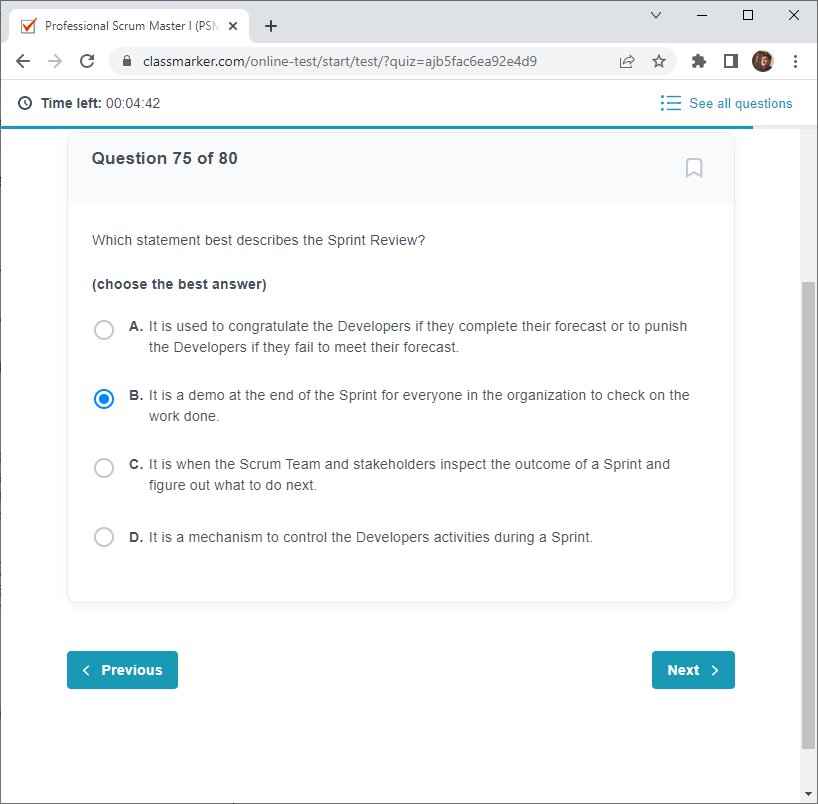 Professional Scrum Master I (PSM
classmarker.com/online-test/start/test/?quiz=ajb5fac6ea92e4d9
Time left: 00:04:42
See all questions
Question 75 of 80
Which statement best describes the Sprint Review?
(choose the best answer)
A. It is used to congratulate the Developers if they complete their forecast or to punish
the Developers if they fail to meet their forecast.
B. It is a demo at the end of the Sprint for everyone in the organization to check on the
work done.
C. It is when the Scrum Team and stakeholders inspect the outcome of a Sprint and
figure out what to do next.
D. It is a mechanism to control the Developers activities during a Sprint.
Previous
Next